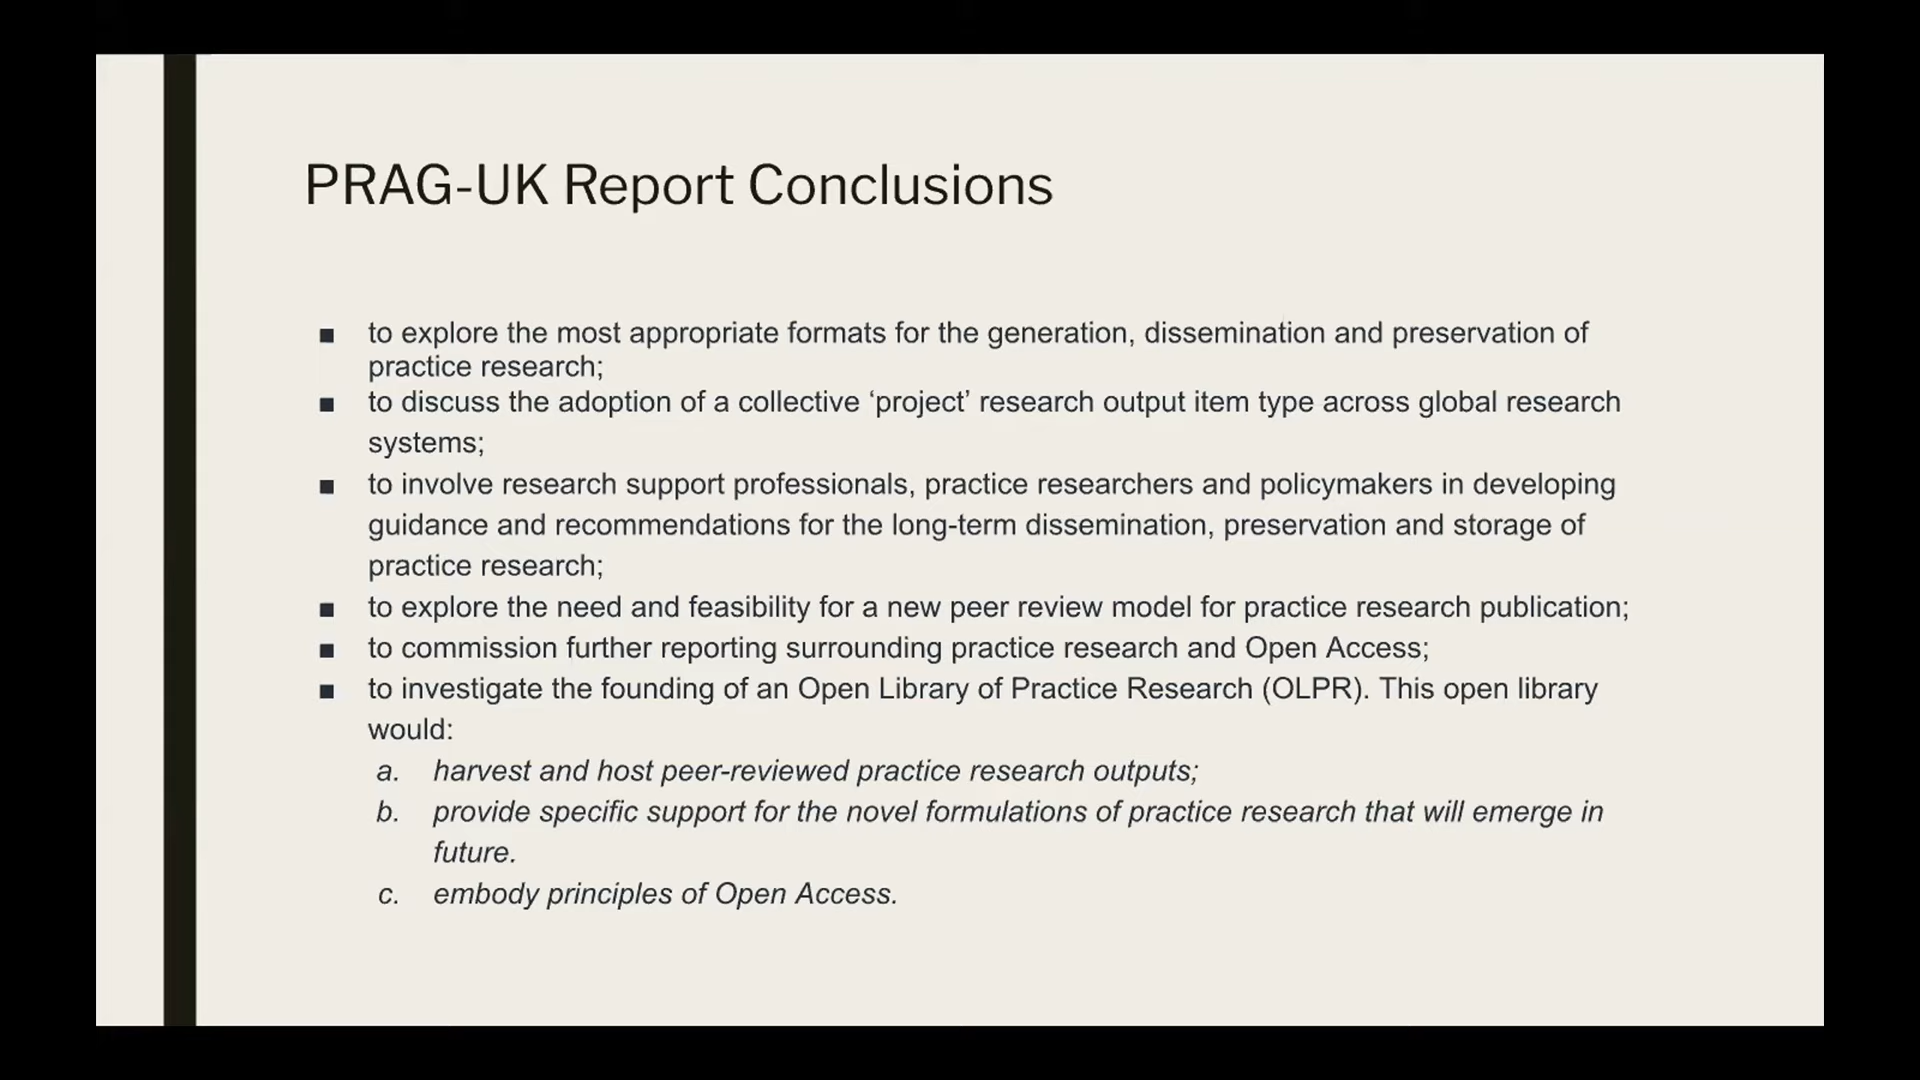 PRAG-UK Report Conclusions
■ to explore the most appropriate formats for the generation, dissemination and preservation of
practice research;
■ to discuss the adoption of a collective ‘project’ research output item type across global research
systems;
■ to involve research support professionals, practice researchers and policymakers in developing
guidance and recommendations for the long-term dissemination, preservation and storage of
practice research;
■ to explore the need and feasibility for a new peer review model for practice research publication;
■ to commission further reporting surrounding practice research and Open Access;
■ to investigate the founding of an Open Library of Practice Research (OLPR). This open library
would:
a. harvest and host peer-reviewed practice research outputs;
b. provide specific support for the novel formulations of practice research that will emerge in
future.
c. embody principles of Open Access.